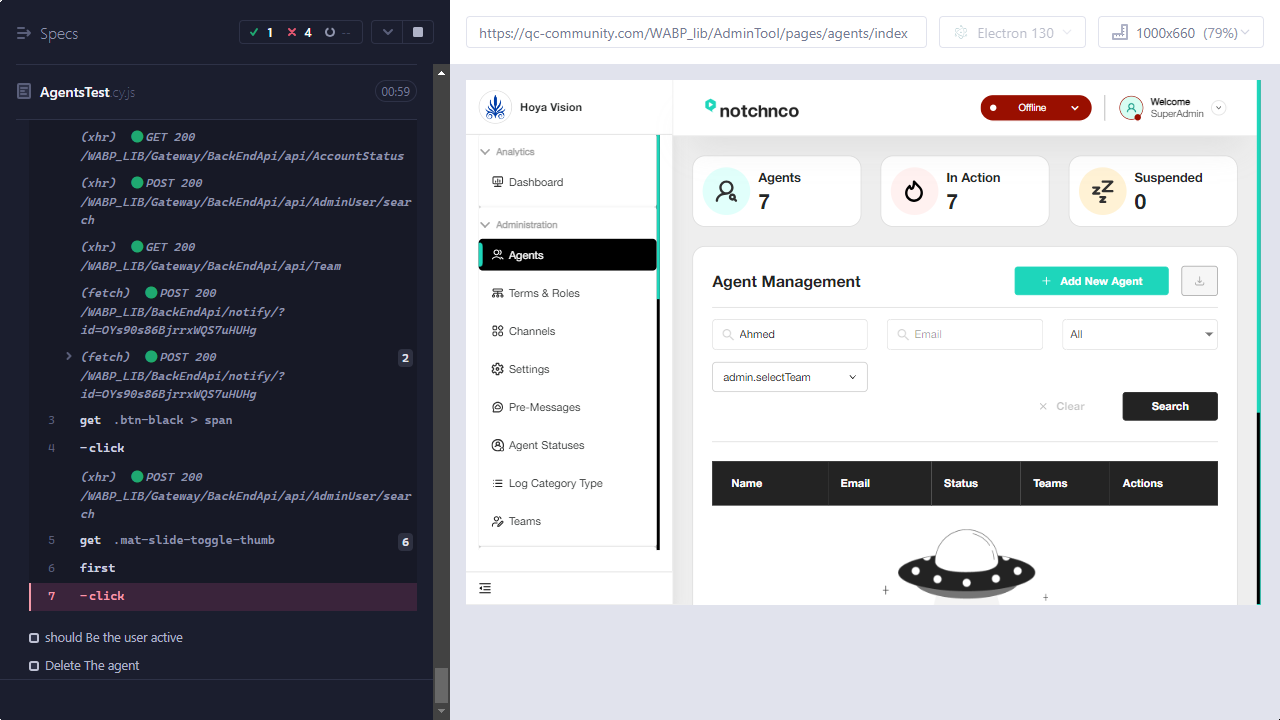 Specs
1
4
--
AgentsTest.cy.js
00:59
(xhr) GET 200
/WABP_LIB/Gateway/BackEndApi/api/AccountStatus
(xhr) POST 200
/WABP_LIB/Gateway/BackEndApi/api/AdminUser/sear
ch
(xhr) GET 200
/WABP_LIB/Gateway/BackEndApi/api/Team
(fetch) POST 200
/WABP_LIB/BackEndApi/notify/?
id=OYs90s86BjrrxWQS7uHUHg
(fetch) POST 200
2
/WABP_LIB/BackEndApi/notify/?
id=OYs90s86BjrrxWQS7uHUHg
3 get .btn-black > span
4 -click
(xhr) POST 200
/WABP_LIB/Gateway/BackEndApi/api/AdminUser/sear
ch
5 get .mat-slide-toggle-thumb 6
6 first
7 -click
should Be the user active
Delete The agent
https://qc-community.com/WABP_lib/AdminTool/pages/agents/index
Electron 130
1000x660 (79%)
Hoya Vision
Analytics
Dashboard
Administration
Agents
Terms & Roles
Channels
Settings
Pre-Messages
Agent Statuses
Log Category Type
Teams
notchnco
Offline
Welcome
SuperAdmin
Agents
7
In Action
7
Suspended
0
Agent Management
+ Add New Agent
Ahmed
Email
All
admin.selectTeam
× Clear
Search
Name Email Status Teams Actions